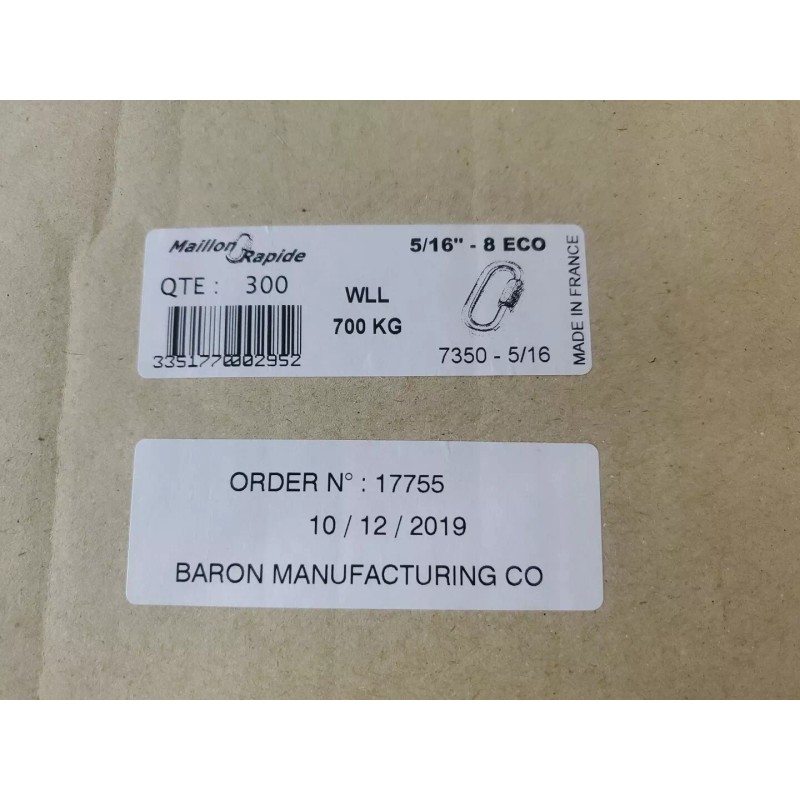 Maillon Rapide
5/16" - 8 ECO
QTE : 300
WLL
700 KG
3351770002952
7350 - 5/16
MADE IN FRANCE
ORDER N° : 17755
10 / 12 / 2019
BARON MANUFACTURING CO